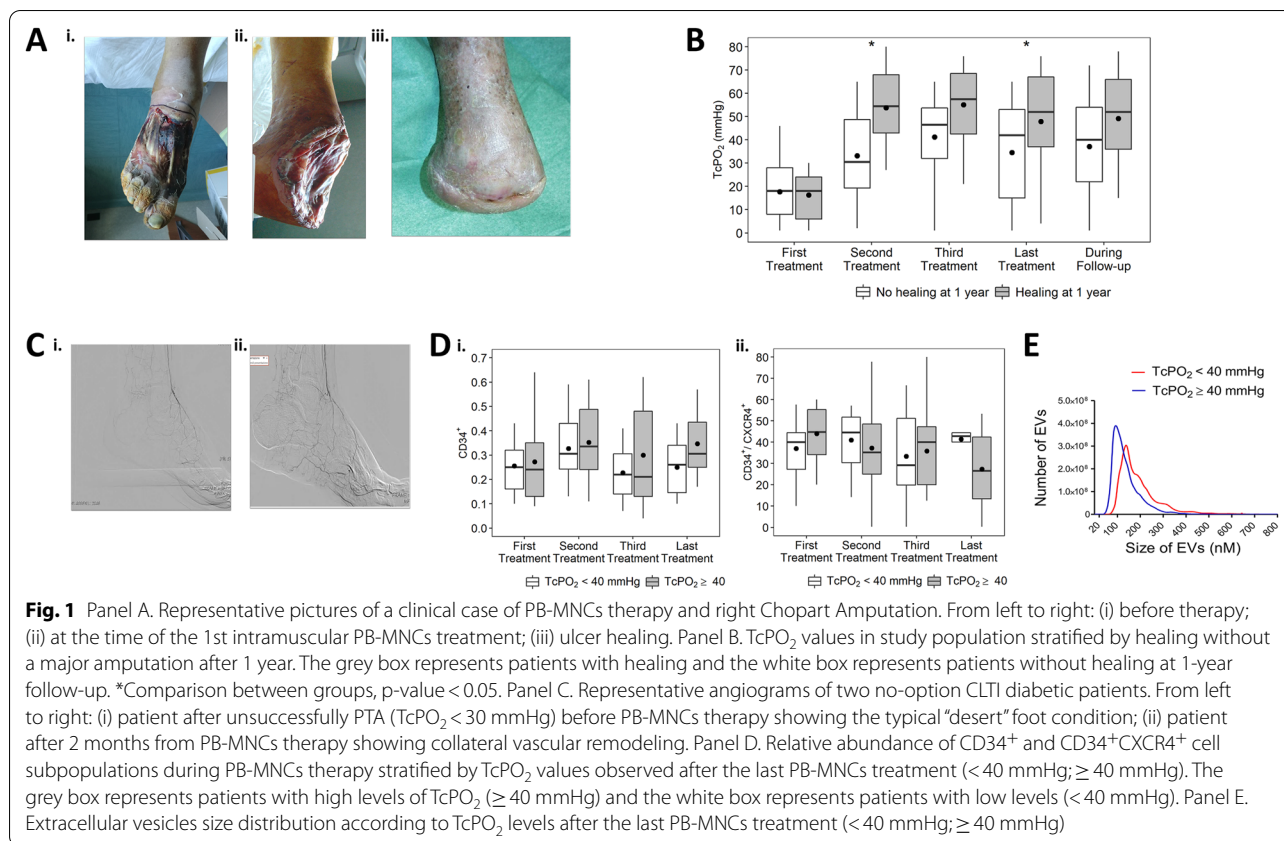 A i. ii. iii.
B
TcPO2 (mmHg)
80
70
60
50
40
30
20
10
0
* *
First Treatment Second Treatment Third Treatment Last Treatment During Follow-up
No healing at 1 year Healing at 1 year
C i. ii.
D i.
CD34+
0.7
0.6
0.5
0.4
0.3
0.2
0.1
0.0
First Treatment Second Treatment Third Treatment Last Treatment
TcPO2 < 40 mmHg TcPO2 ≥ 40
ii.
CD34+/ CXCR4+
80
70
60
50
40
30
20
10
0
First Treatment Second Treatment Third Treatment Last Treatment
TcPO2 < 40 mmHg TcPO2 ≥ 40
E
TcPO2 < 40 mmHg
TcPO2 ≥ 40 mmHg
Number of EVs
5.0×10⁸
4.0×10⁸
3.0×10⁸
2.0×10⁸
1.0×10⁸
20 100 200 300 400 500 600 700 800
Size of EVs (nM)
Fig. 1 Panel A. Representative pictures of a clinical case of PB-MNCs therapy and right Chopart Amputation. From left to right: (i) before therapy;
(ii) at the time of the 1st intramuscular PB-MNCs treatment; (iii) ulcer healing. Panel B. TcPO2 values in study population stratified by healing without
a major amputation after 1 year. The grey box represents patients with healing and the white box represents patients without healing at 1-year
follow-up. *Comparison between groups, p-value < 0.05. Panel C. Representative angiograms of two no-option CLTI diabetic patients. From left
to right: (i) patient after unsuccessfully PTA (TcPO2 < 30 mmHg) before PB-MNCs therapy showing the typical “desert” foot condition; (ii) patient
after 2 months from PB-MNCs therapy showing collateral vascular remodeling. Panel D. Relative abundance of CD34+ and CD34+CXCR4+ cell
subpopulations during PB-MNCs therapy stratified by TcPO2 values observed after the last PB-MNCs treatment (< 40 mmHg; ≥ 40 mmHg). The
grey box represents patients with high levels of TcPO2 (≥ 40 mmHg) and the white box represents patients with low levels (< 40 mmHg). Panel E.
Extracellular vesicles size distribution according to TcPO2 levels after the last PB-MNCs treatment (< 40 mmHg; ≥ 40 mmHg)